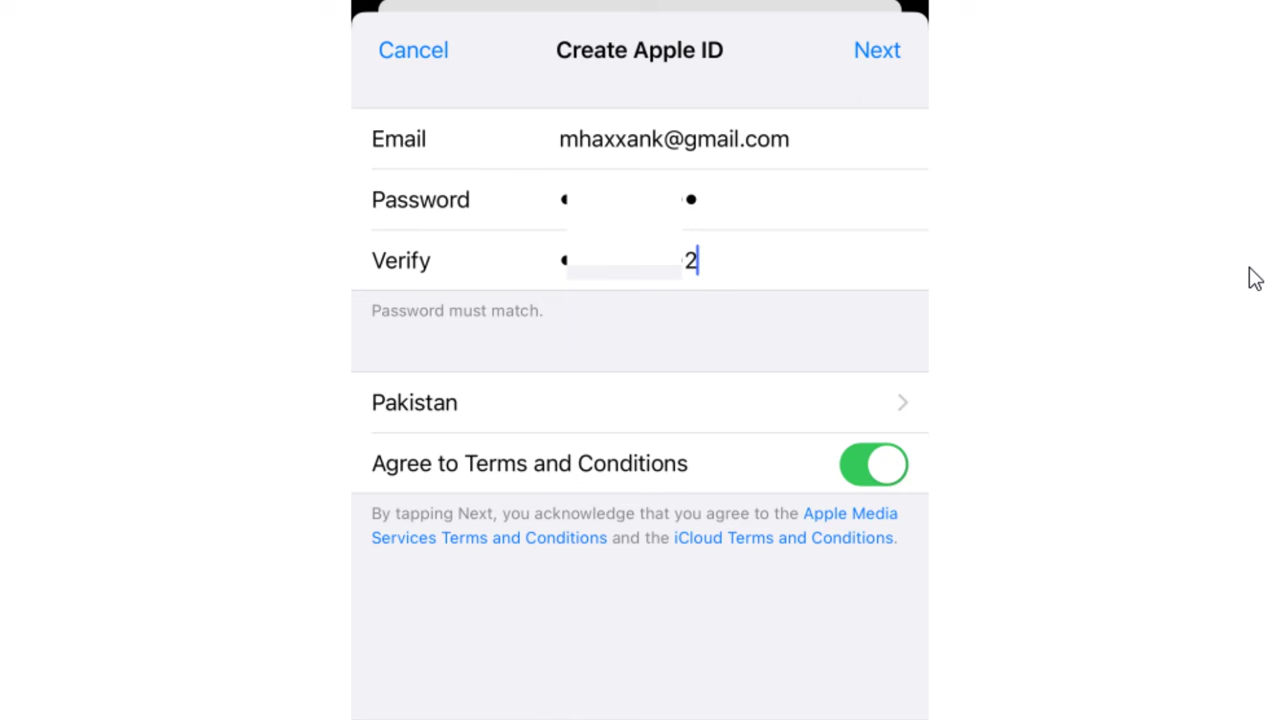 Cancel Create Apple ID Next
Email mhaxxank@gmail.com
Password • •
Verify • 2
Password must match.
Pakistan
Agree to Terms and Conditions
By tapping Next, you acknowledge that you agree to the Apple Media
Services Terms and Conditions and the iCloud Terms and Conditions.